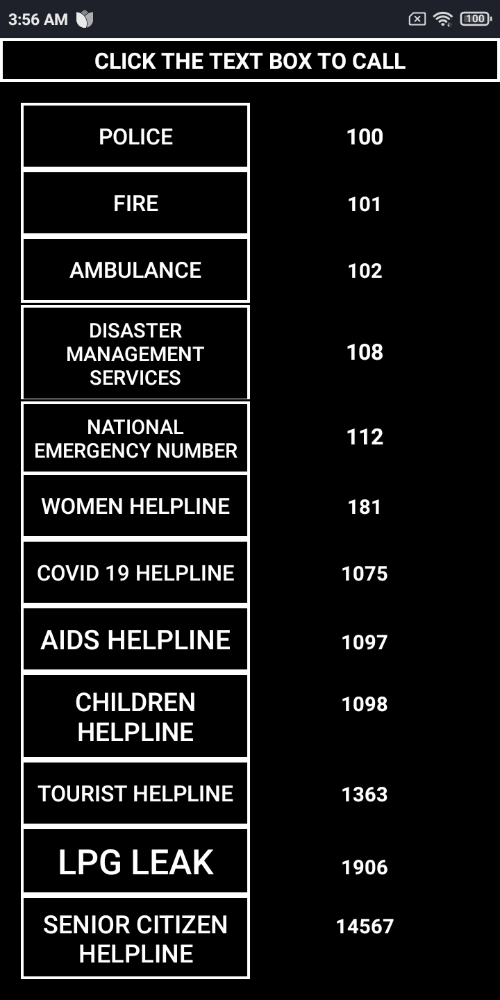 3:56 AM 100
CLICK THE TEXT BOX TO CALL
POLICE 100
FIRE 101
AMBULANCE 102
DISASTER
MANAGEMENT 108
SERVICES
NATIONAL
EMERGENCY NUMBER 112
WOMEN HELPLINE 181
COVID 19 HELPLINE 1075
AIDS HELPLINE 1097
CHILDREN 1098
HELPLINE
TOURIST HELPLINE 1363
LPG LEAK 1906
SENIOR CITIZEN 14567
HELPLINE